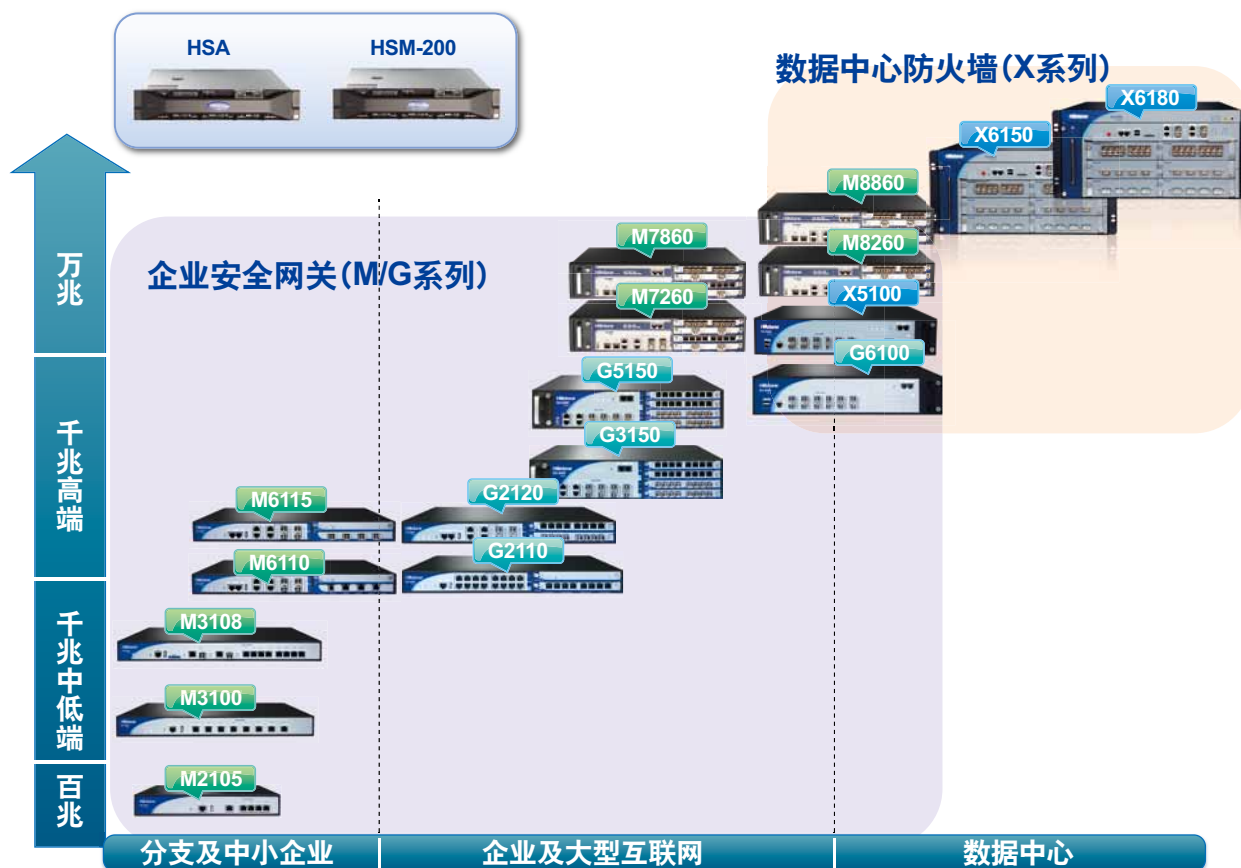 HSA
HSM-200
数据中心防火墙(X系列)
X6180
X6150
M8860
M7860
M8260
企业安全网关(M/G系列)
万兆
M7260
X5100
G6100
G5150
千兆高端
G3150
M6115
G2120
M6110
G2110
千兆中低端
M3108
M3100
百兆
M2105
分支及中小企业
企业及大型互联网
数据中心